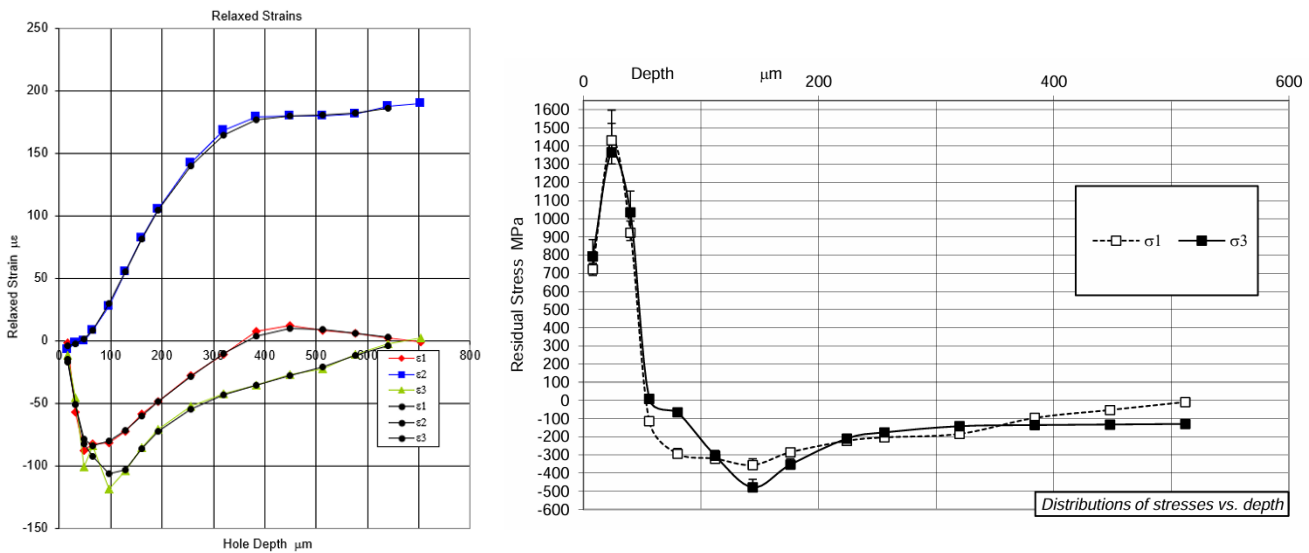 Relaxed Strains
250
200
150
100
50
0
-50
-100
-150
0 100 200 300 400 500 600 700 800
Relaxed Strain με
Hole Depth μm
ε1
ε2
ε3
ε1
ε2
ε3
Depth μm
0 200 400 600
1600
1500
1400
1300
1200
1100
1000
900
800
700
600
500
400
300
200
100
0
-100
-200
-300
-400
-500
-600
Residual Stress MPa
σ1 σ3
Distributions of stresses vs. depth